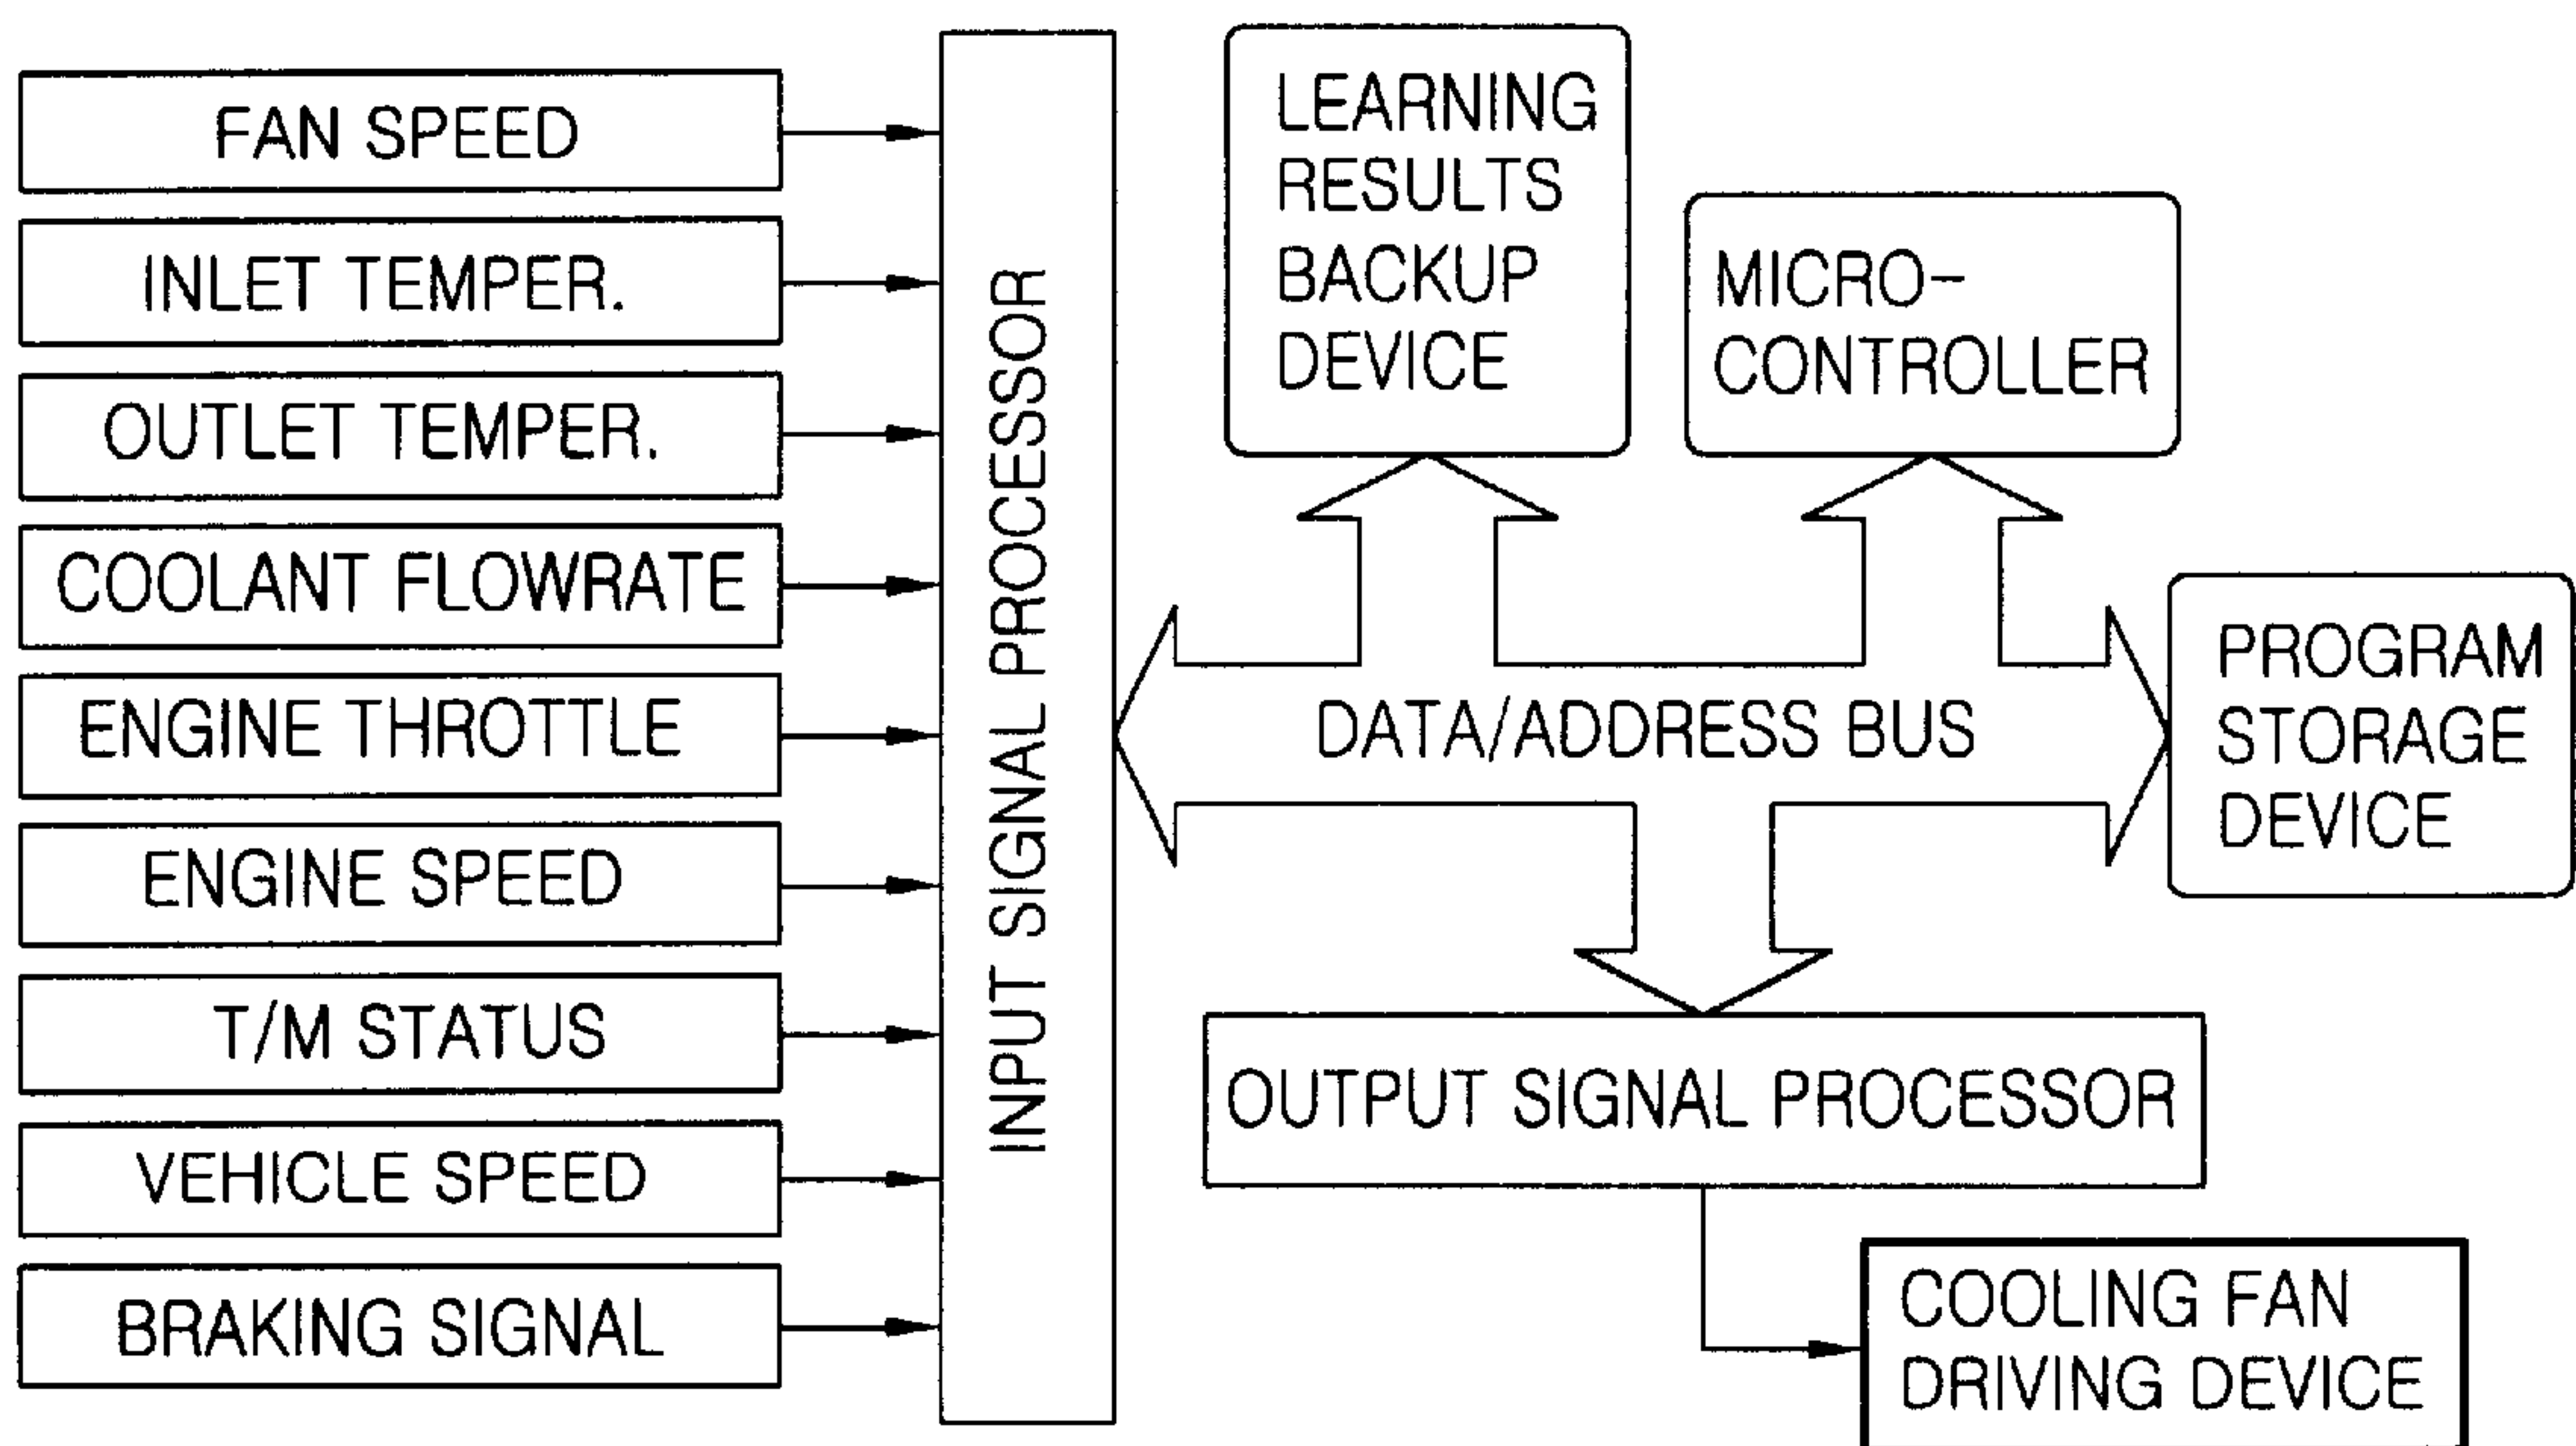 FAN SPEED
INLET TEMPER.
OUTLET TEMPER.
COOLANT FLOWRATE
ENGINE THROTTLE
ENGINE SPEED
T/M STATUS
VEHICLE SPEED
BRAKING SIGNAL
INPUT SIGNAL PROCESSOR
LEARNING
RESULTS
BACKUP
DEVICE
MICRO-
CONTROLLER
DATA/ADDRESS BUS
PROGRAM
STORAGE
DEVICE
OUTPUT SIGNAL PROCESSOR
COOLING FAN
DRIVING DEVICE